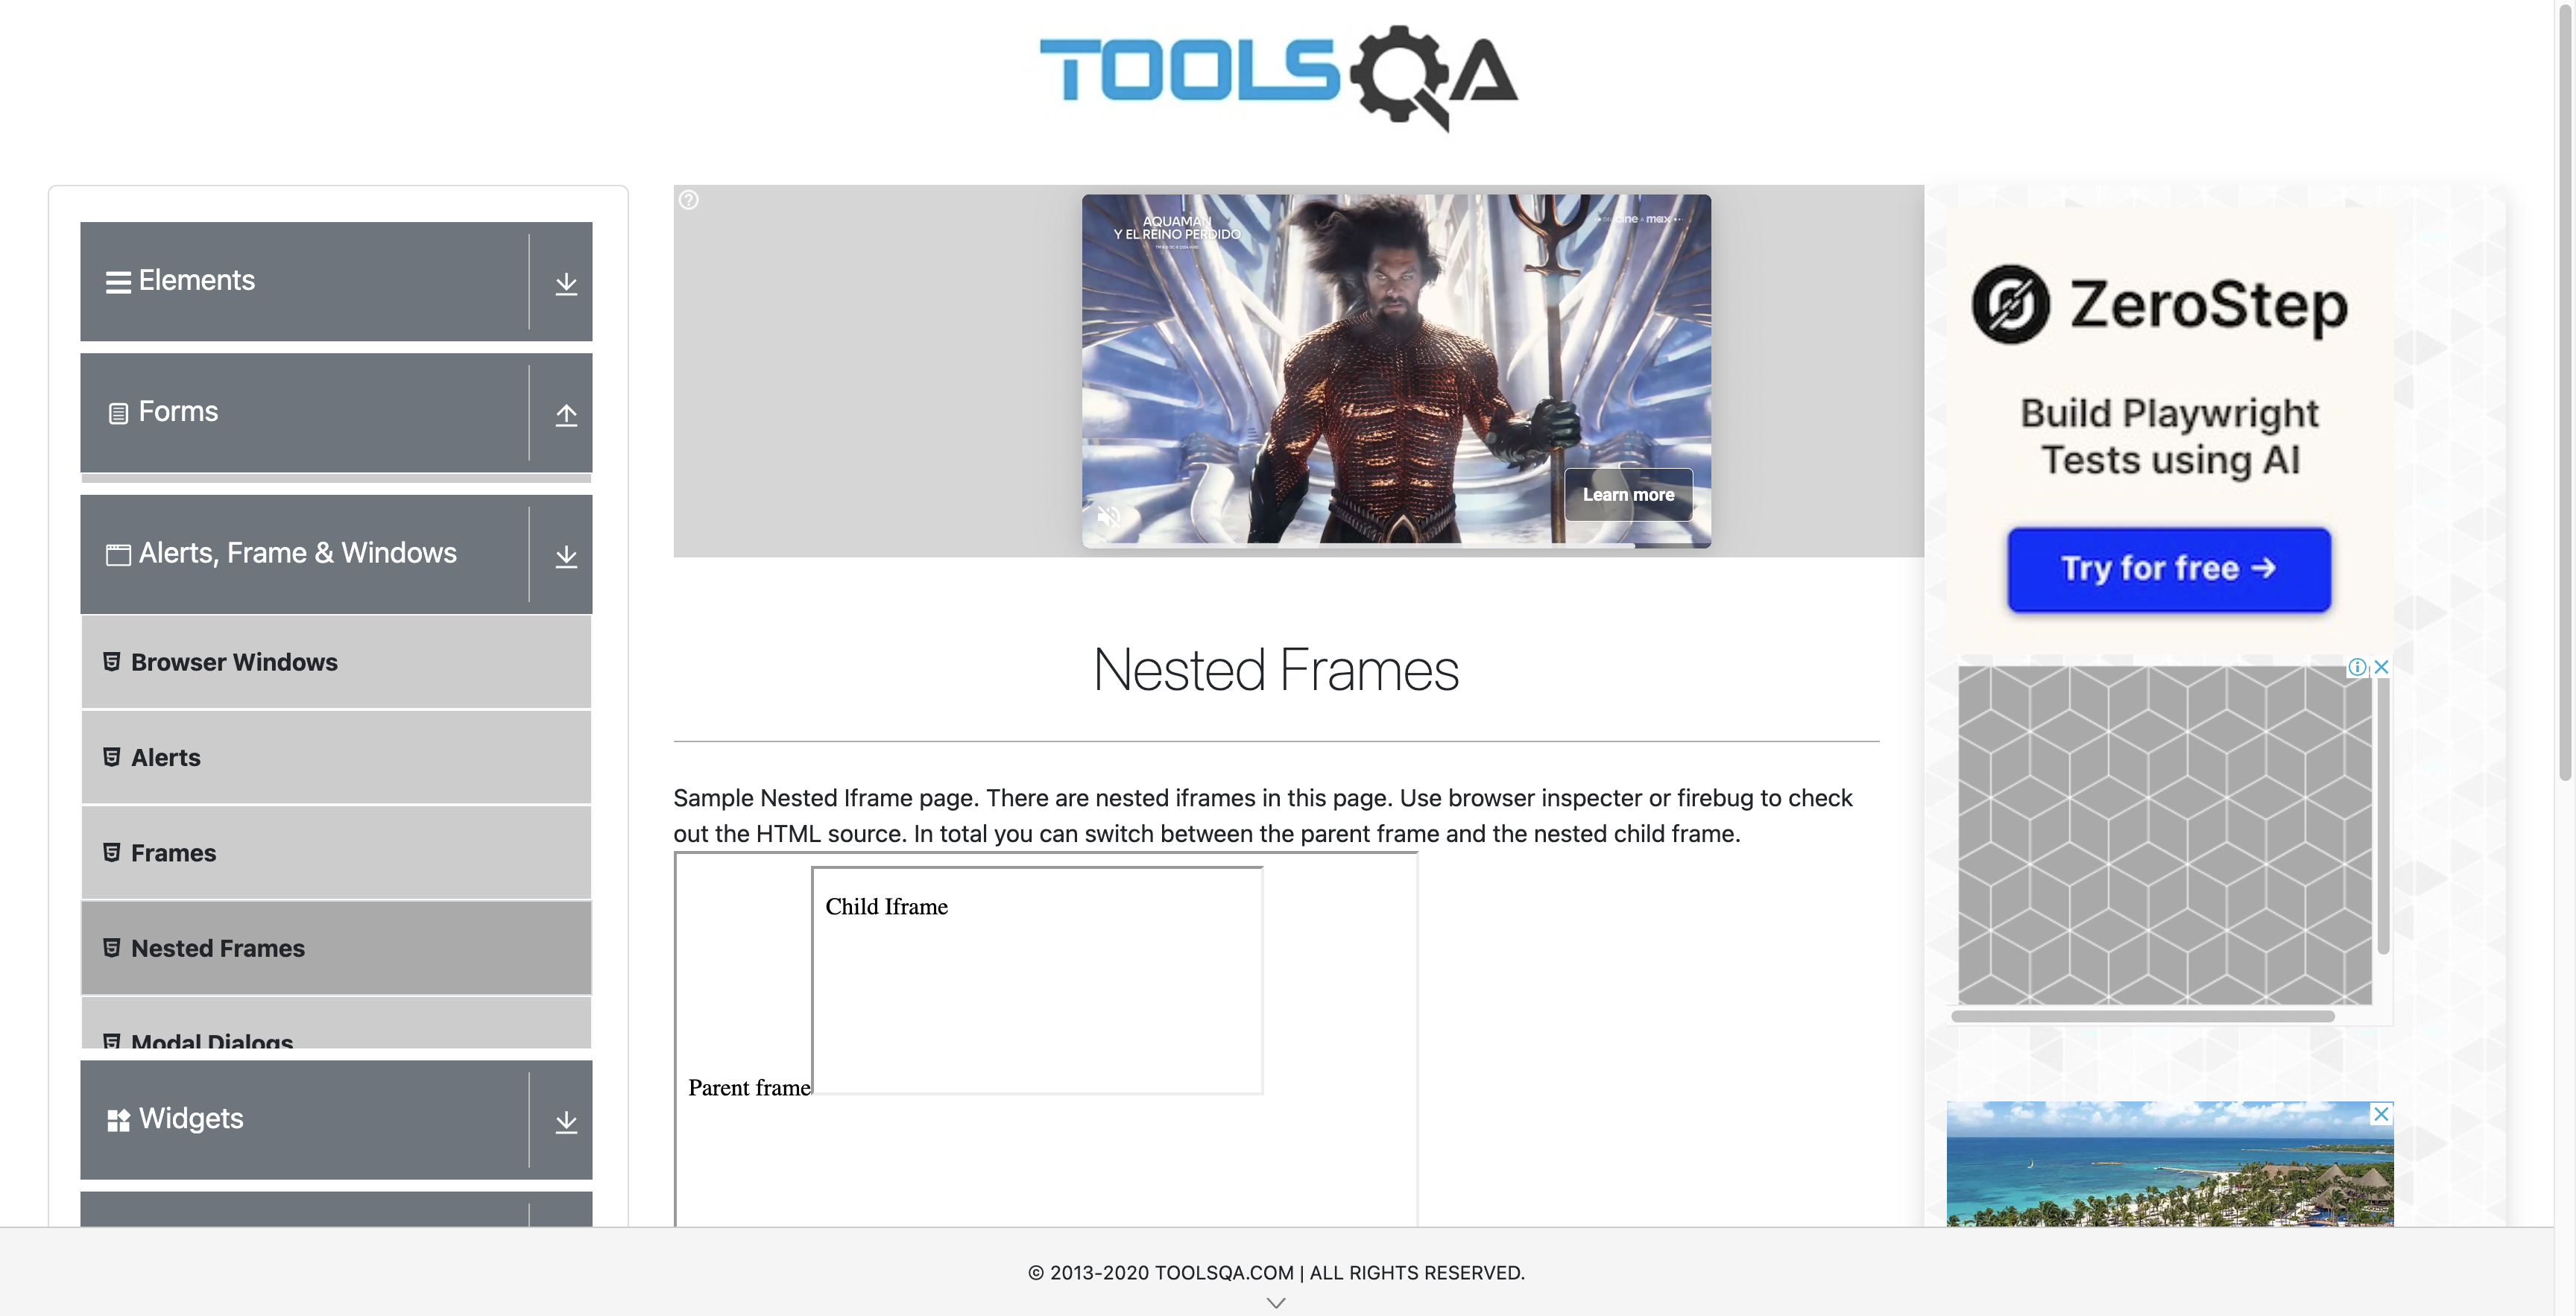 TOOLSQA
Elements
Forms
Alerts, Frame & Windows
Browser Windows
Alerts
Frames
Nested Frames
Modal Dialogs
Widgets
AQUAMAN
Y EL REINO PERDIDO
cine & max
Learn more
Nested Frames
Sample Nested Iframe page. There are nested iframes in this page. Use browser inspecter or firebug to check
out the HTML source. In total you can switch between the parent frame and the nested child frame.
Child Iframe
Parent frame
ZeroStep
Build Playwright
Tests using AI
Try for free →
© 2013-2020 TOOLSQA.COM | ALL RIGHTS RESERVED.